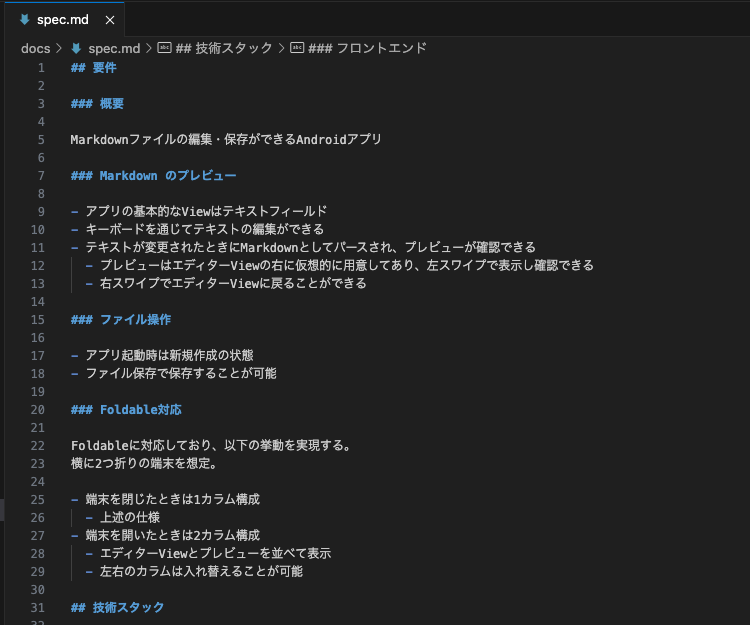 spec.md
docs > spec.md > ## 技術スタック > ### フロントエンド
1 ## 要件
2
3 ### 概要
4
5 Markdownファイルの編集・保存ができるAndroidアプリ
6
7 ### Markdown のプレビュー
8
9 - アプリの基本的なViewはテキストフィールド
10 - キーボードを通じてテキストの編集ができる
11 - テキストが変更されたときにMarkdownとしてパースされ、プレビューが確認できる
12 - プレビューはエディターViewの右に仮想的に用意してあり、左スワイプで表示し確認できる
13 - 右スワイプでエディターViewに戻ることができる
14
15 ### ファイル操作
16
17 - アプリ起動時は新規作成の状態
18 - ファイル保存で保存することが可能
19
20 ### Foldable対応
21
22 Foldableに対応しており、以下の挙動を実現する。
23 横に2つ折りの端末を想定。
24
25 - 端末を閉じたときは1カラム構成
26 - 上述の仕様
27 - 端末を開いたときは2カラム構成
28 - エディターViewとプレビューを並べて表示
29 - 左右のカラムは入れ替えることが可能
30
31 ## 技術スタック